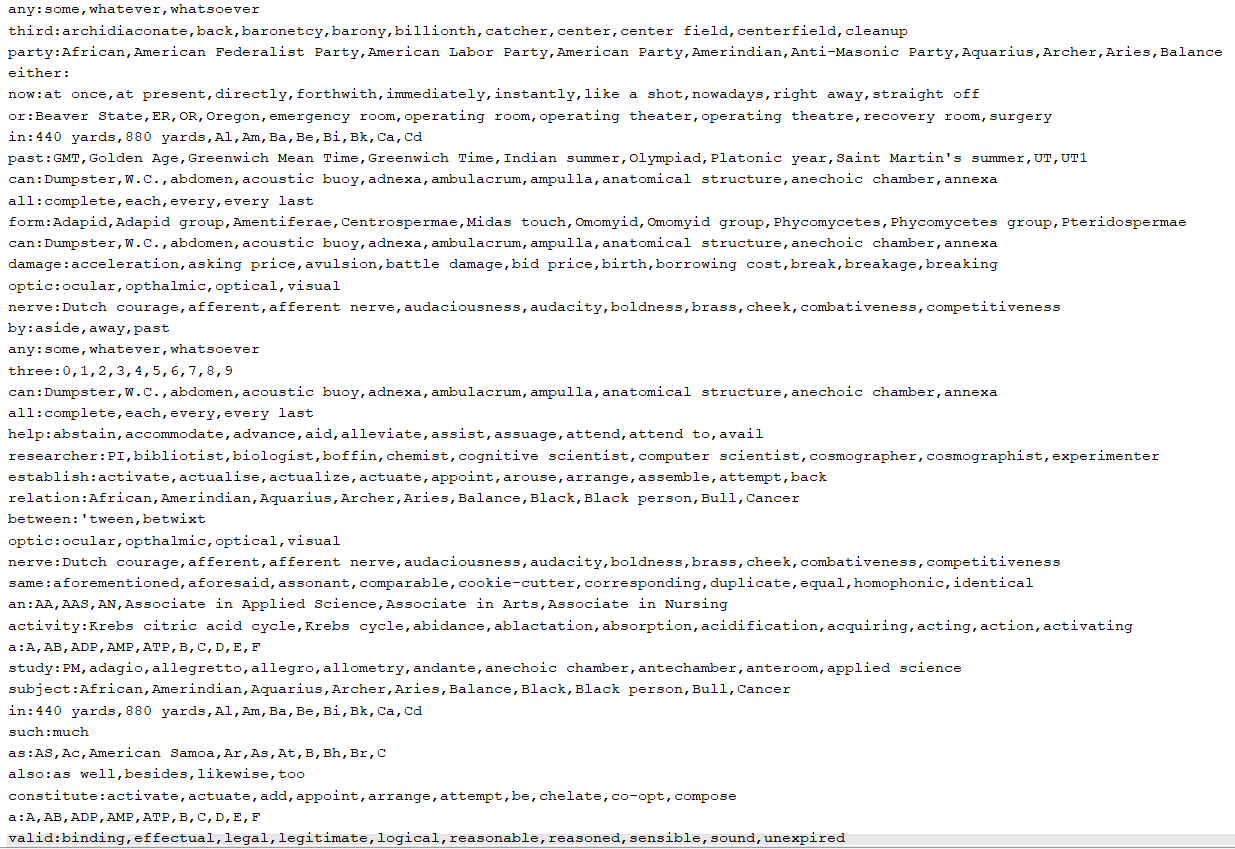 any:some,whatever,whatsoever
third:archidiaconate,back,baronetcy,barony,billionth,catcher,center,center field,centerfield,cleanup
party:African,American Federalist Party,American Labor Party,American Party,Amerindian,Anti-Masonic Party,Aquarius,Archer,Aries,Balance
either:
now:at once,at present,directly,forthwith,immediately,instantly,like a shot,nowadays,right away,straight off
or:Beaver State,ER,OR,Oregon,emergency room,operating room,operating theater,operating theatre,recovery room,surgery
in:440 yards,880 yards,Al,Am,Ba,Be,Bi,Bk,Ca,Cd
past:GMT,Golden Age,Greenwich Mean Time,Greenwich Time,Indian summer,Olympiad,Platonic year,Saint Martin's summer,UT,UT1
can:Dumpster,W.C.,abdomen,acoustic buoy,adnexa,ambulacrum,ampulla,anatomical structure,anechoic chamber,annexa
all:complete,each,every,every last
form:Adapid,Adapid group,Amentiferae,Centrospermae,Midas touch,Omomyid,Omomyid group,Phycomycetes,Phycomycetes group,Pteridospermae
can:Dumpster,W.C.,abdomen,acoustic buoy,adnexa,ambulacrum,ampulla,anatomical structure,anechoic chamber,annexa
damage:acceleration,asking price,avulsion,battle damage,bid price,birth,borrowing cost,break,breakage,breaking
optic:ocular,opthalmic,optical,visual
nerve:Dutch courage,afferent,afferent nerve,audaciousness,audacity,boldness,brass,cheek,combativeness,competitiveness
by:aside,away,past
any:some,whatever,whatsoever
three:0,1,2,3,4,5,6,7,8,9
can:Dumpster,W.C.,abdomen,acoustic buoy,adnexa,ambulacrum,ampulla,anatomical structure,anechoic chamber,annexa
all:complete,each,every,every last
help:abstain,accommodate,advance,aid,alleviate,assist,assuage,attend,attend to,avail
researcher:PI,bibliotist,biologist,boffin,chemist,cognitive scientist,computer scientist,cosmographer,cosmographist,experimenter
establish:activate,actualise,actualize,actuate,appoint,arouse,arrange,assemble,attempt,back
relation:African,Amerindian,Aquarius,Archer,Aries,Balance,Black,Black person,Bull,Cancer
between:'tween,betwixt
optic:ocular,opthalmic,optical,visual
nerve:Dutch courage,afferent,afferent nerve,audaciousness,audacity,boldness,brass,cheek,combativeness,competitiveness
same:aforementioned,aforesaid,assonant,comparable,cookie-cutter,corresponding,duplicate,equal,homophonic,identical
an:AA,AAS,AN,Associate in Applied Science,Associate in Arts,Associate in Nursing
activity:Krebs citric acid cycle,Krebs cycle,abidance,ablactation,absorption,acidification,acquiring,acting,action,activating
a:A,AB,ADP,AMP,ATP,B,C,D,E,F
study:PM,adagio,allegretto,allegro,allometry,andante,anechoic chamber,antechamber,anteroom,applied science
subject:African,Amerindian,Aquarius,Archer,Aries,Balance,Black,Black person,Bull,Cancer
in:440 yards,880 yards,Al,Am,Ba,Be,Bi,Bk,Ca,Cd
such:much
as:AS,Ac,American Samoa,Ar,As,At,B,Bh,Br,C
also:as well,besides,likewise,too
constitute:activate,actuate,add,appoint,arrange,attempt,be,chelate,co-opt,compose
a:A,AB,ADP,AMP,ATP,B,C,D,E,F
valid:binding,effectual,legal,legitimate,logical,reasonable,reasoned,sensible,sound,unexpired